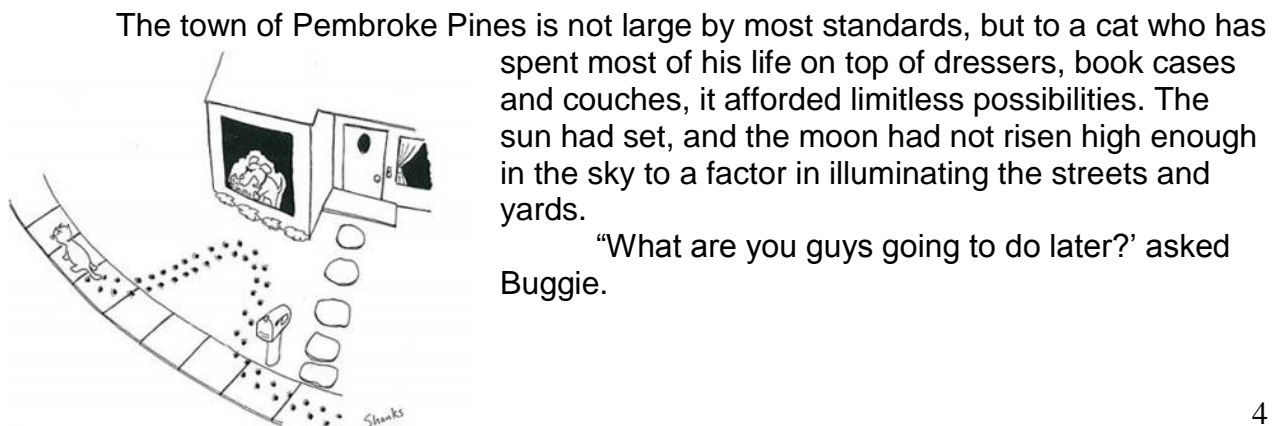 The town of Pembroke Pines is not large by most standards, but to a cat who has
spent most of his life on top of dressers, book cases
and couches, it afforded limitless possibilities. The
sun had set, and the moon had not risen high enough
in the sky to a factor in illuminating the streets and
yards.
“What are you guys going to do later?’ asked
Buggie.
Shanks
4